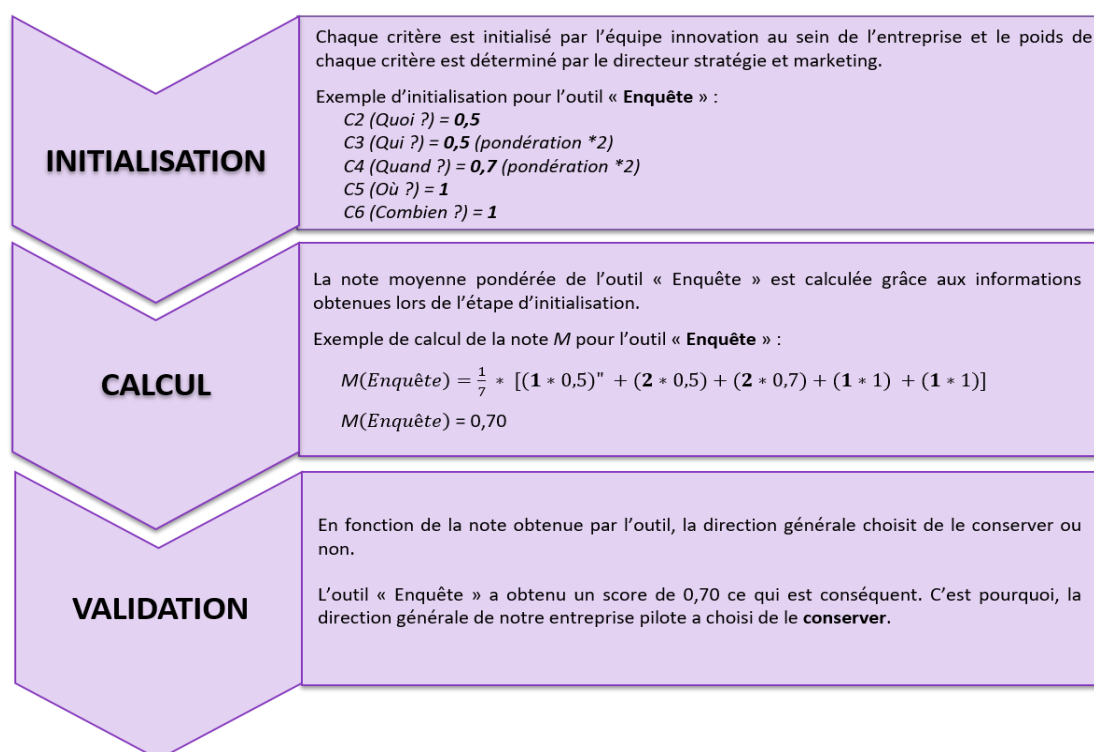 INITIALISATION
Chaque critère est initialisé par l’équipe innovation au sein de l’entreprise et le poids de
chaque critère est déterminé par le directeur stratégie et marketing.
Exemple d’initialisation pour l’outil « Enquête » :
C2 (Quoi ?) = 0,5
C3 (Qui ?) = 0,5 (pondération *2)
C4 (Quand ?) = 0,7 (pondération *2)
C5 (Où ?) = 1
C6 (Combien ?) = 1
CALCUL
La note moyenne pondérée de l’outil « Enquête » est calculée grâce aux informations
obtenues lors de l’étape d’initialisation.
Exemple de calcul de la note M pour l’outil « Enquête » :
M(Enquête) = 1/7 * [(1 * 0,5)" + (2 * 0,5) + (2 * 0,7) + (1 * 1) + (1 * 1)]
M(Enquête) = 0,70
VALIDATION
En fonction de la note obtenue par l’outil, la direction générale choisit de le conserver ou
non.
L’outil « Enquête » a obtenu un score de 0,70 ce qui est conséquent. C’est pourquoi, la
direction générale de notre entreprise pilote a choisi de le conserver.